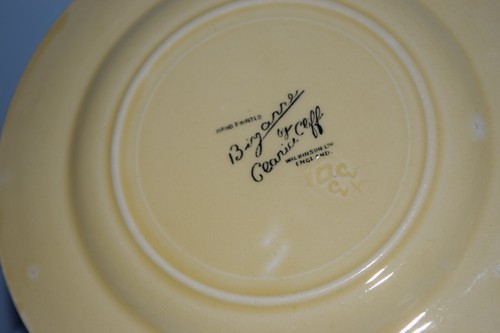 HAND PAINTED
Bizarre
by
Clarice Cliff
WILKINSON LTD
ENGLAND.